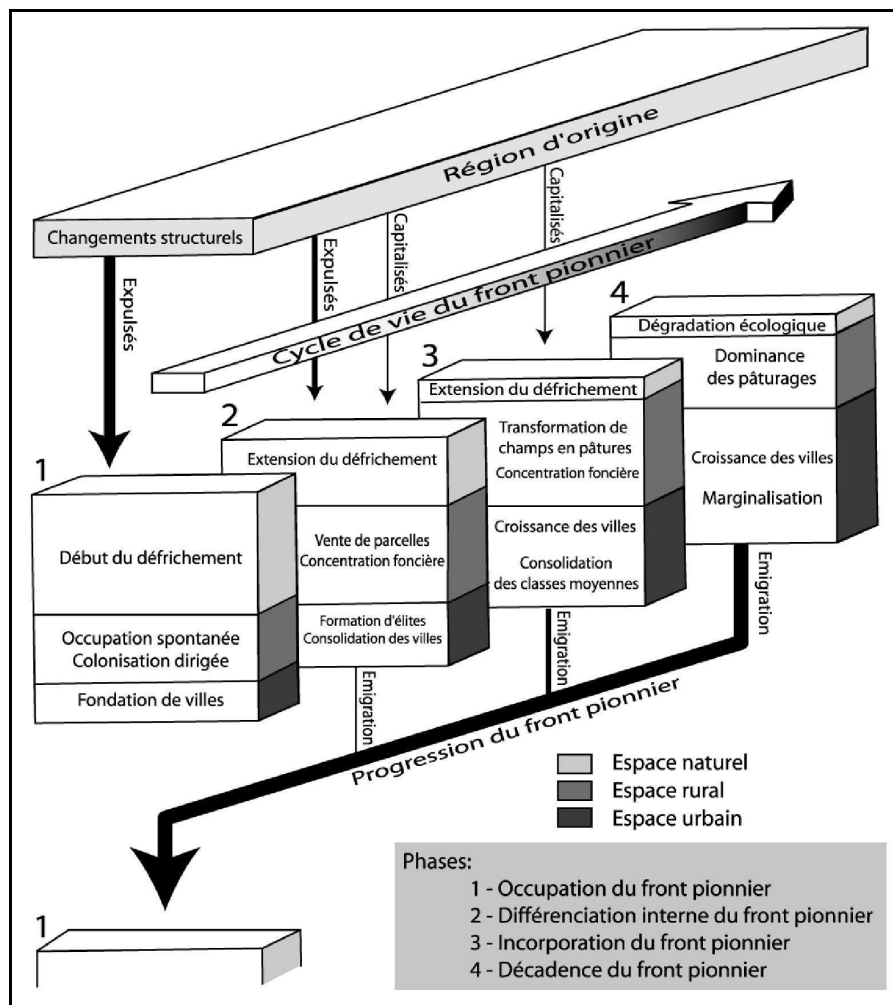 Région d'origine
Changements structurels
Expulsés
Expulsés
Capitalisés
Capitalisés
Cycle de vie du front pionnier
1
Début du défrichement
Occupation spontanée
Colonisation dirigée
Fondation de villes
2
Extension du défrichement
Vente de parcelles
Concentration foncière
Formation d'élites
Consolidation des villes
3
Extension du défrichement
Transformation de
champs en pâtures
Concentration foncière
Croissance des villes
Consolidation
des classes moyennes
4
Dégradation écologique
Dominance
des pâturages
Croissance des villes
Marginalisation
Emigration
Emigration
Emigration
Progression du front pionnier
1
Espace naturel
Espace rural
Espace urbain
Phases:
1 - Occupation du front pionnier
2 - Différenciation interne du front pionnier
3 - Incorporation du front pionnier
4 - Décadence du front pionnier